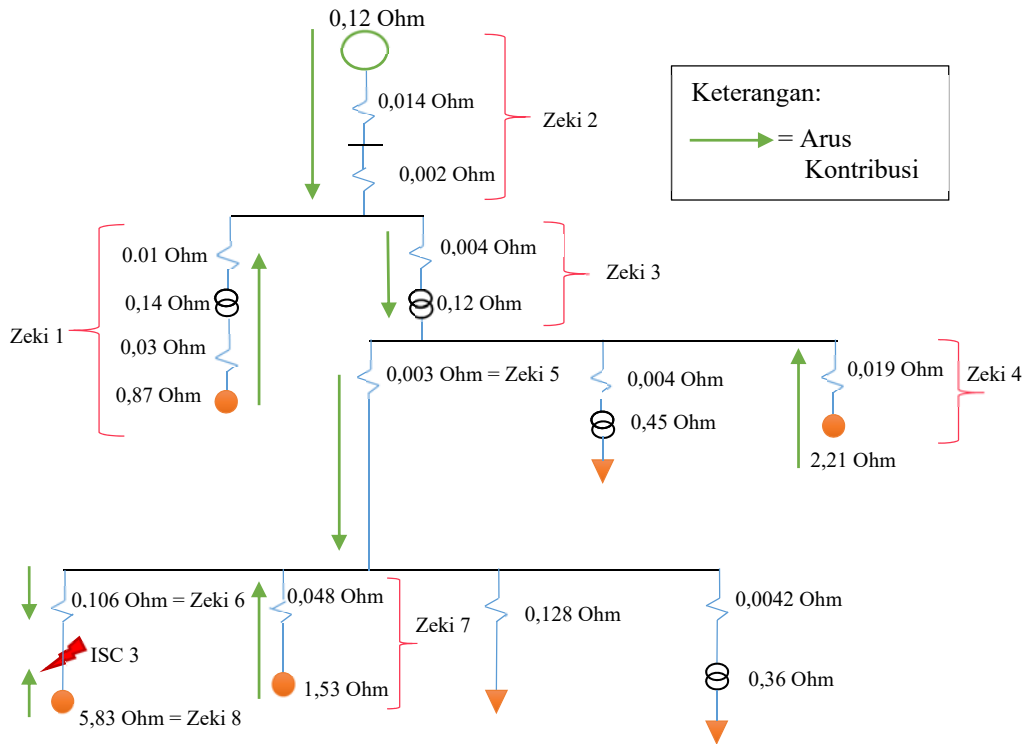 0,12 Ohm
0,014 Ohm
Zeki 2
0,002 Ohm
Keterangan:
= Arus
Kontribusi
0.01 Ohm
0,14 Ohm
Zeki 1
0,03 Ohm
0,87 Ohm
0,004 Ohm
Zeki 3
0,12 Ohm
0,003 Ohm = Zeki 5
0,004 Ohm
0,45 Ohm
0,019 Ohm
Zeki 4
2,21 Ohm
0,106 Ohm = Zeki 6
ISC 3
5,83 Ohm = Zeki 8
0,048 Ohm
Zeki 7
1,53 Ohm
0,128 Ohm
0,0042 Ohm
0,36 Ohm